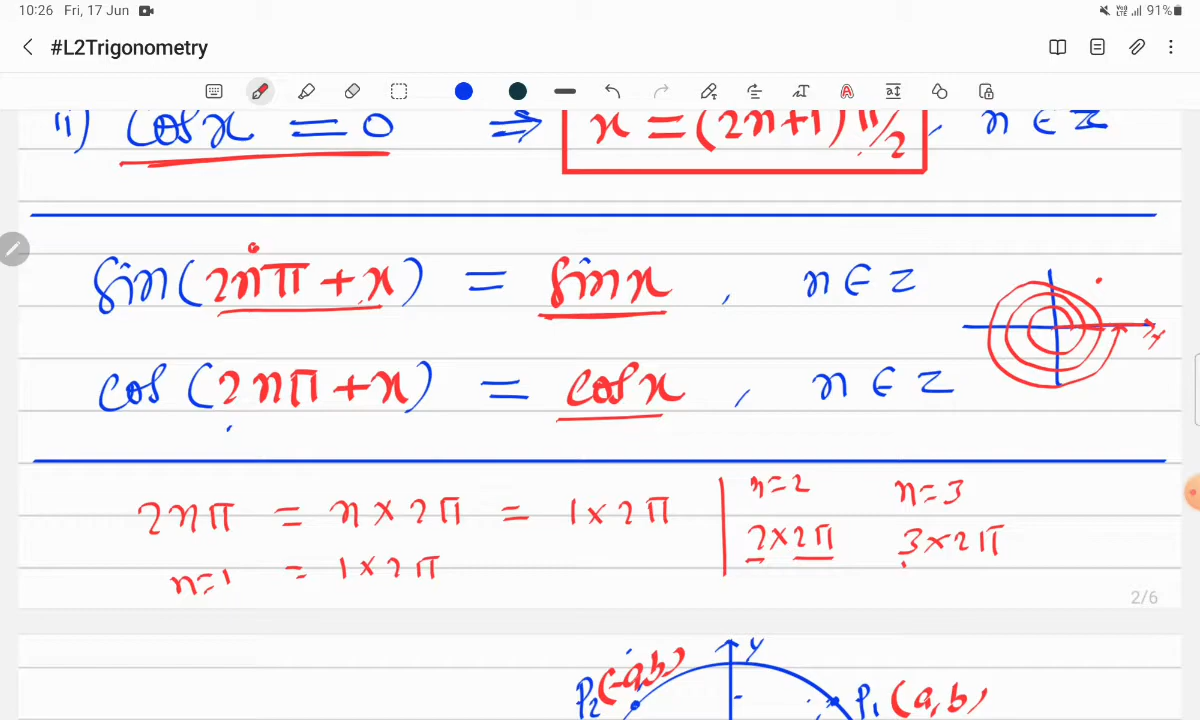 10:26 Fri, 17 Jun 91%
#L2Trigonometry
ii) cos x = 0 ⇒ x = (2n+1) π/2, n ∈ Z
sin(2nπ + x) = sin x , n ∈ Z
cos(2nπ + x) = cos x , n ∈ Z
2nπ = n × 2π = 1 × 2π | n=2 n=3
n=1 = 1 × 2π | 2 × 2π 3 × 2π
2/6
y
P₂(-a,b) P₁(a,b)